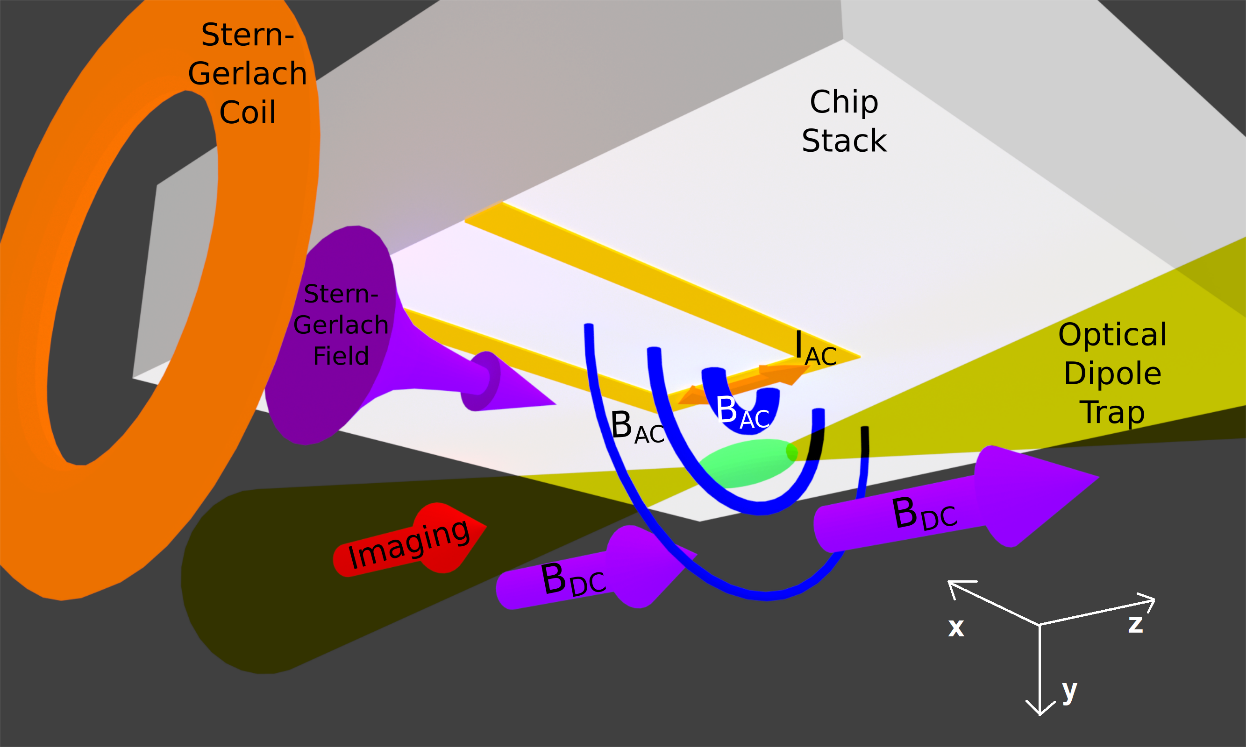 Stern-
Gerlach
Coil
Chip
Stack
Stern-
Gerlach
Field
I_AC
Optical
Dipole
Trap
B_AC
B_AC
Imaging
B_DC
B_DC
x
z
y